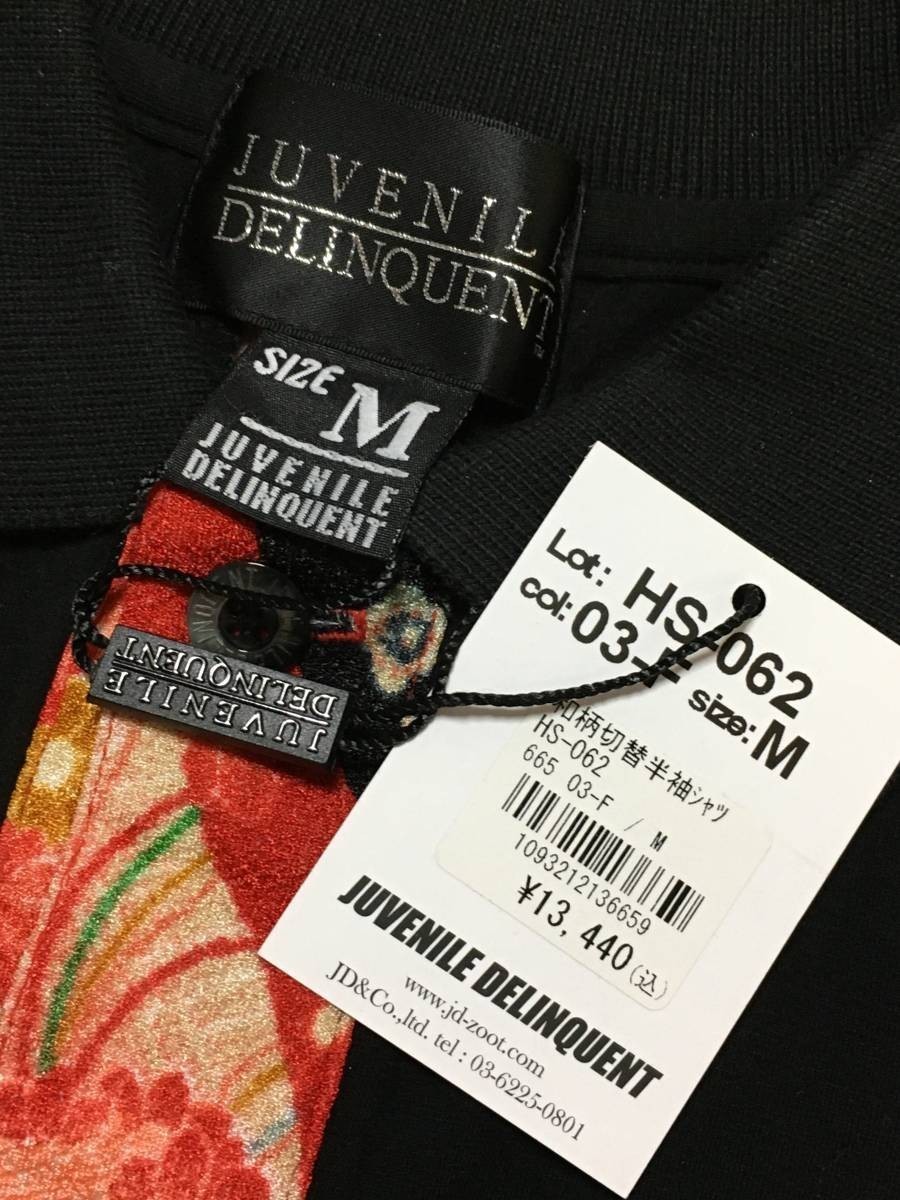 JUVENIL
DELINQUENT
SIZE M
JUVENILE
DELINQUENT
JUVENILE
DELINQUENT
Lot: HS-062
col: 03-F size: M
和柄切替半袖シャツ
HS-062
665 03-F / M
1093212136659
¥13,440(込)
JUVENILE DELINQUENT
www.jd-zoot.com
JD&Co.,ltd. tel : 03-6225-0801